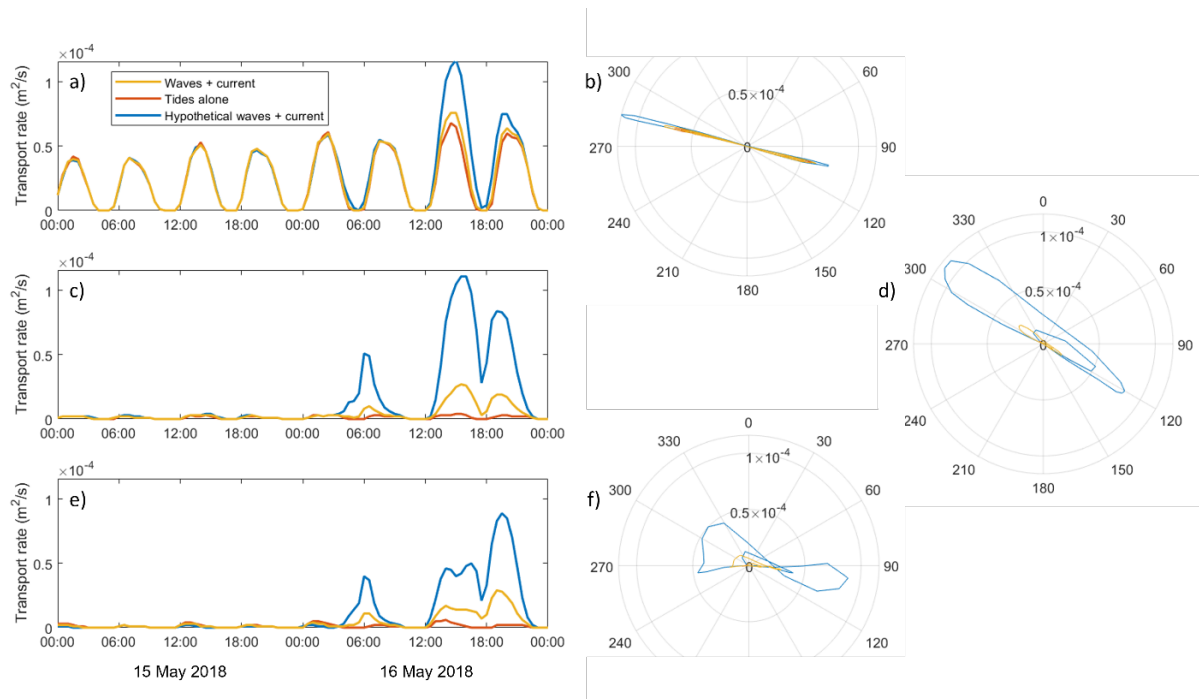 ×10⁻⁴
a)
Transport rate (m²/s)
1
0.5
0
Waves + current
Tides alone
Hypothetical waves + current
00:00 06:00 12:00 18:00 00:00 06:00 12:00 18:00 00:00
b)
300
60
0.5×10⁻⁴
270
0
90
240
120
210
150
180
×10⁻⁴
c)
Transport rate (m²/s)
1
0.5
0
00:00 06:00 12:00 18:00 00:00 06:00 12:00 18:00 00:00
d)
0
330
30
1×10⁻⁴
300
60
0.5×10⁻⁴
270
0
90
240
120
210
150
180
×10⁻⁴
e)
Transport rate (m²/s)
1
0.5
0
00:00 06:00 12:00 18:00 00:00 06:00 12:00 18:00 00:00
15 May 2018
16 May 2018
f)
0
330
30
1×10⁻⁴
300
60
0.5×10⁻⁴
270
0
90
240
120